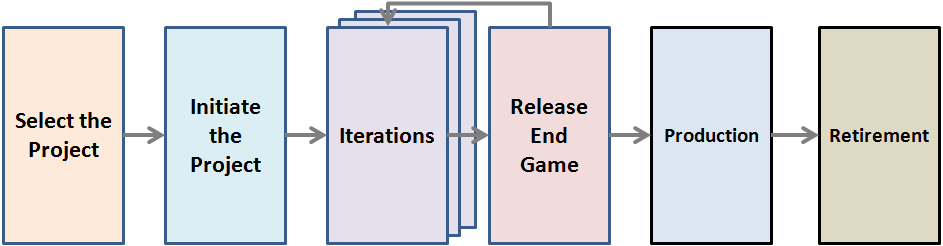 Select the
Project
Initiate
the
Project
Iterations
Release
End
Game
Production
Retirement